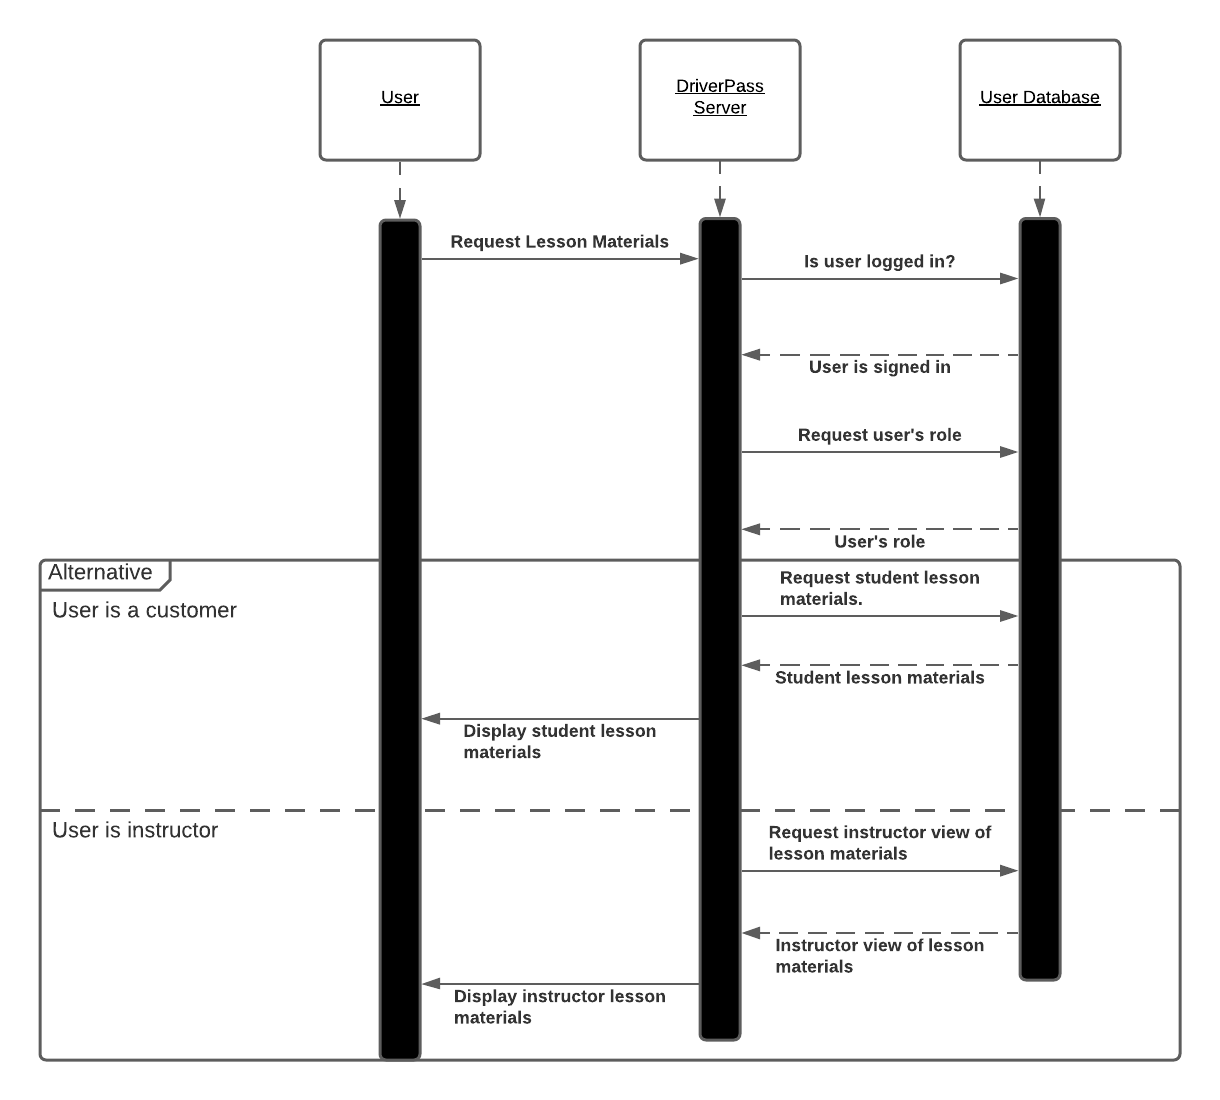 User
DriverPass
Server
User Database
Request Lesson Materials
Is user logged in?
User is signed in
Request user's role
User's role
Alternative
User is a customer
Request student lesson
materials.
Student lesson materials
Display student lesson
materials
User is instructor
Request instructor view of
lesson materials
Instructor view of lesson
materials
Display instructor lesson
materials